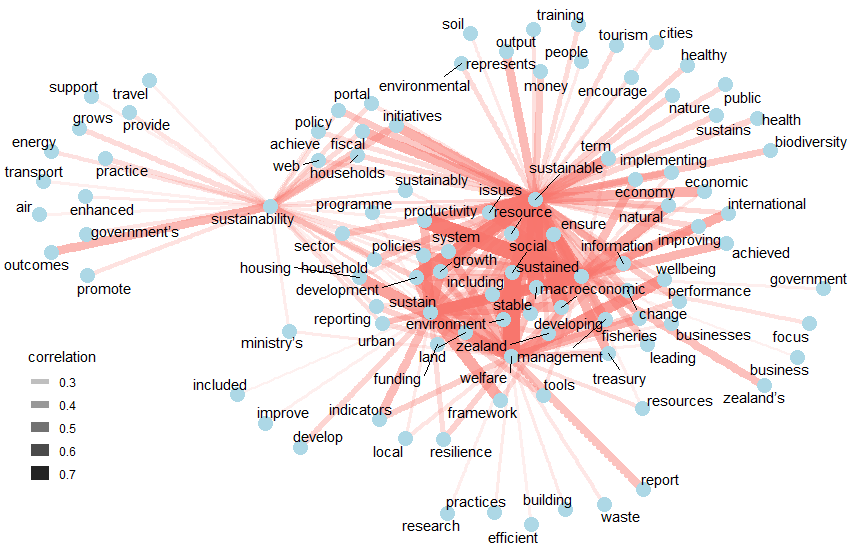 training
soil
output
tourism
cities
people
healthy
represents
environmental
money
encourage
support
travel
portal
nature
public
grows
provide
policy
initiatives
sustains
health
achieve
fiscal
term
biodiversity
energy
web
households
sustainable
implementing
practice
transport
sustainably
issues
economy
economic
air
enhanced
sustainability
programme
productivity
resource
natural
international
government's
sector
system
social
ensure
information
improving
outcomes
policies
growth
achieved
housing
household
sustained
wellbeing
promote
development
including
macroeconomic
performance
government
sustain
stable
change
reporting
environment
developing
fisheries
businesses
focus
ministry's
urban
land
zealand
management
leading
correlation
business
0.3
funding
welfare
treasury
zealand's
included
tools
resources
0.4
improve
indicators
framework
0.5
develop
local
resilience
0.6
0.7
report
practices
building
research
efficient
waste